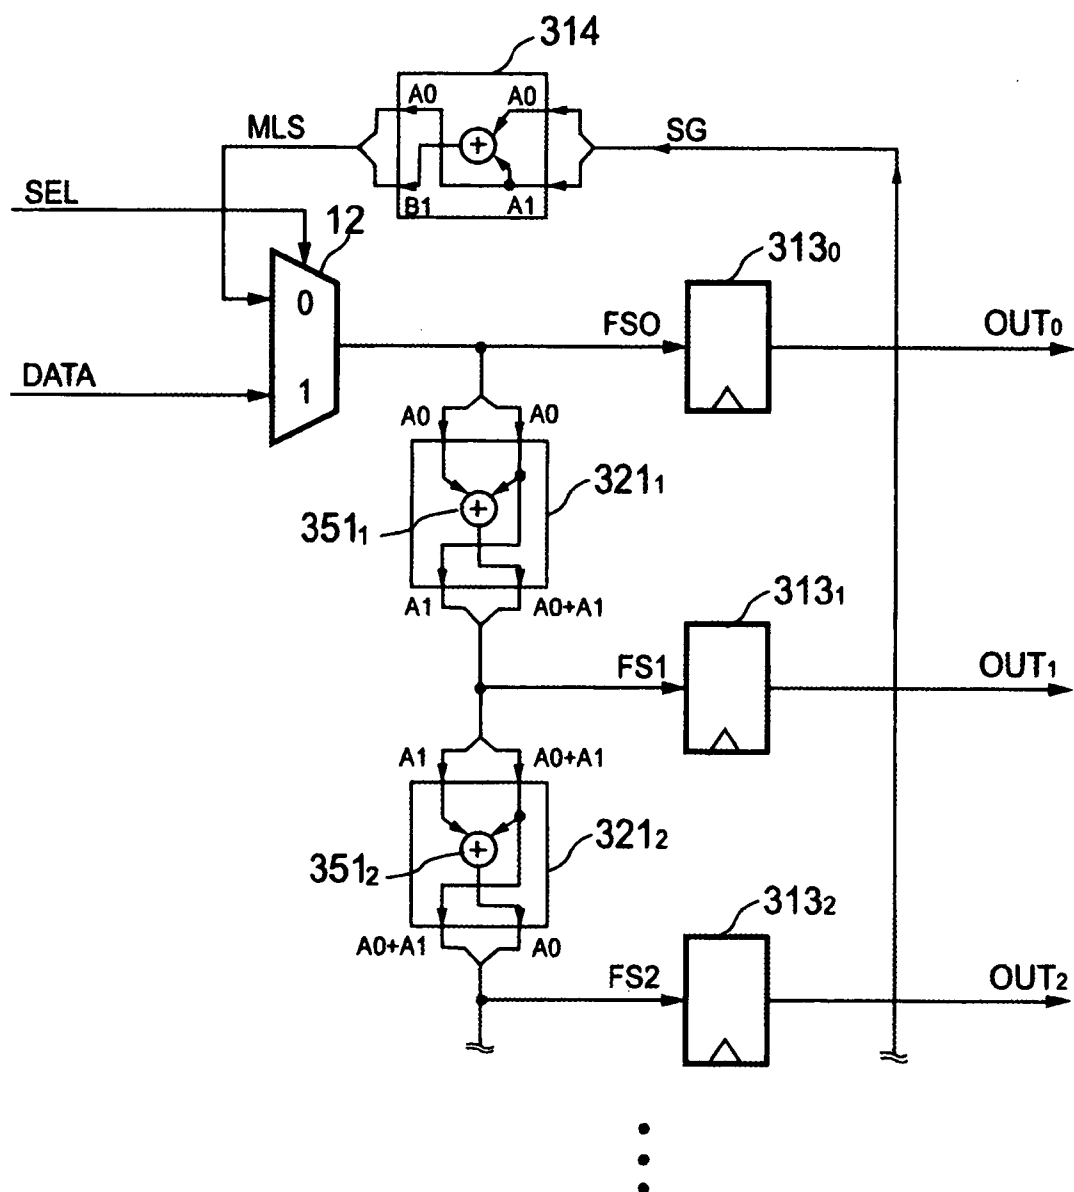 314
A0
A0
MLS
SG
SEL
B1
A1
12
0
313₀
FSO
OUT₀
DATA
1
A0
A0
321₁
+
351₁
A1
A0+A1
313₁
FS1
OUT₁
A1
A0+A1
321₂
+
351₂
313₂
A0+A1
A0
FS2
OUT₂